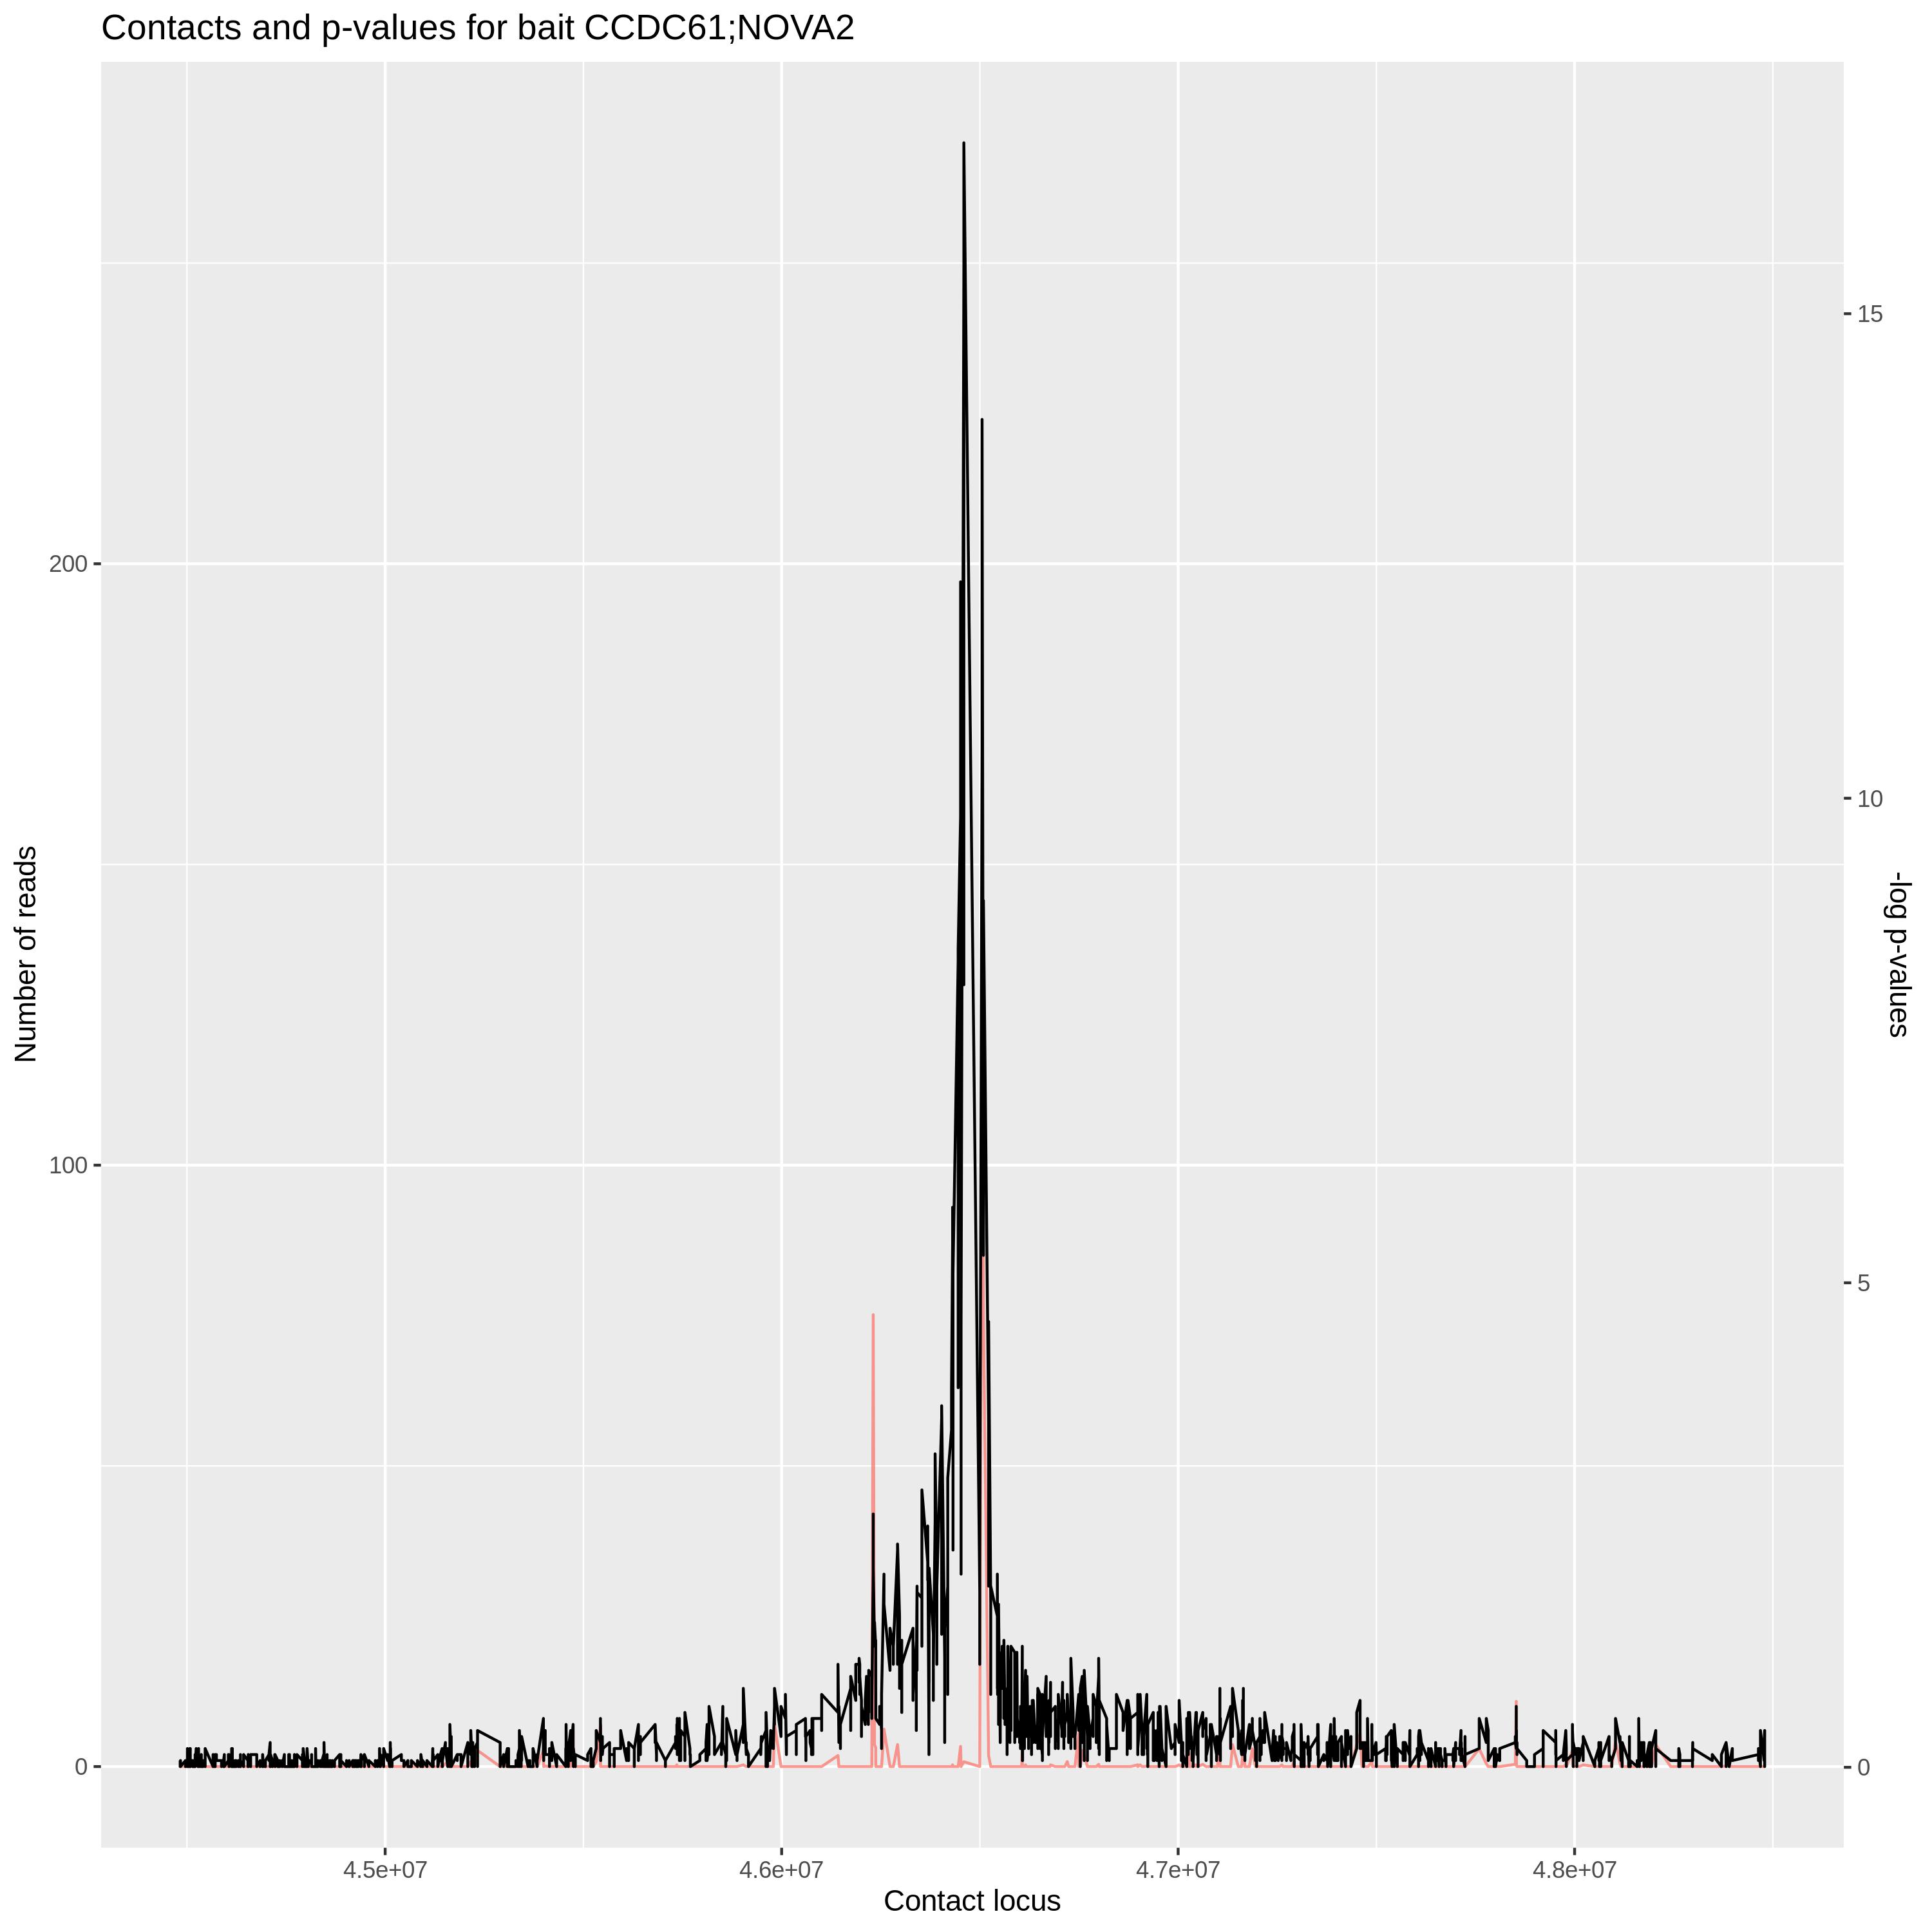 Contacts and p-values for bait CCDC61;NOVA2
Number of reads
200
100
0
15
10
5
0
-log p-values
4.5e+07
4.6e+07
4.7e+07
4.8e+07
Contact locus